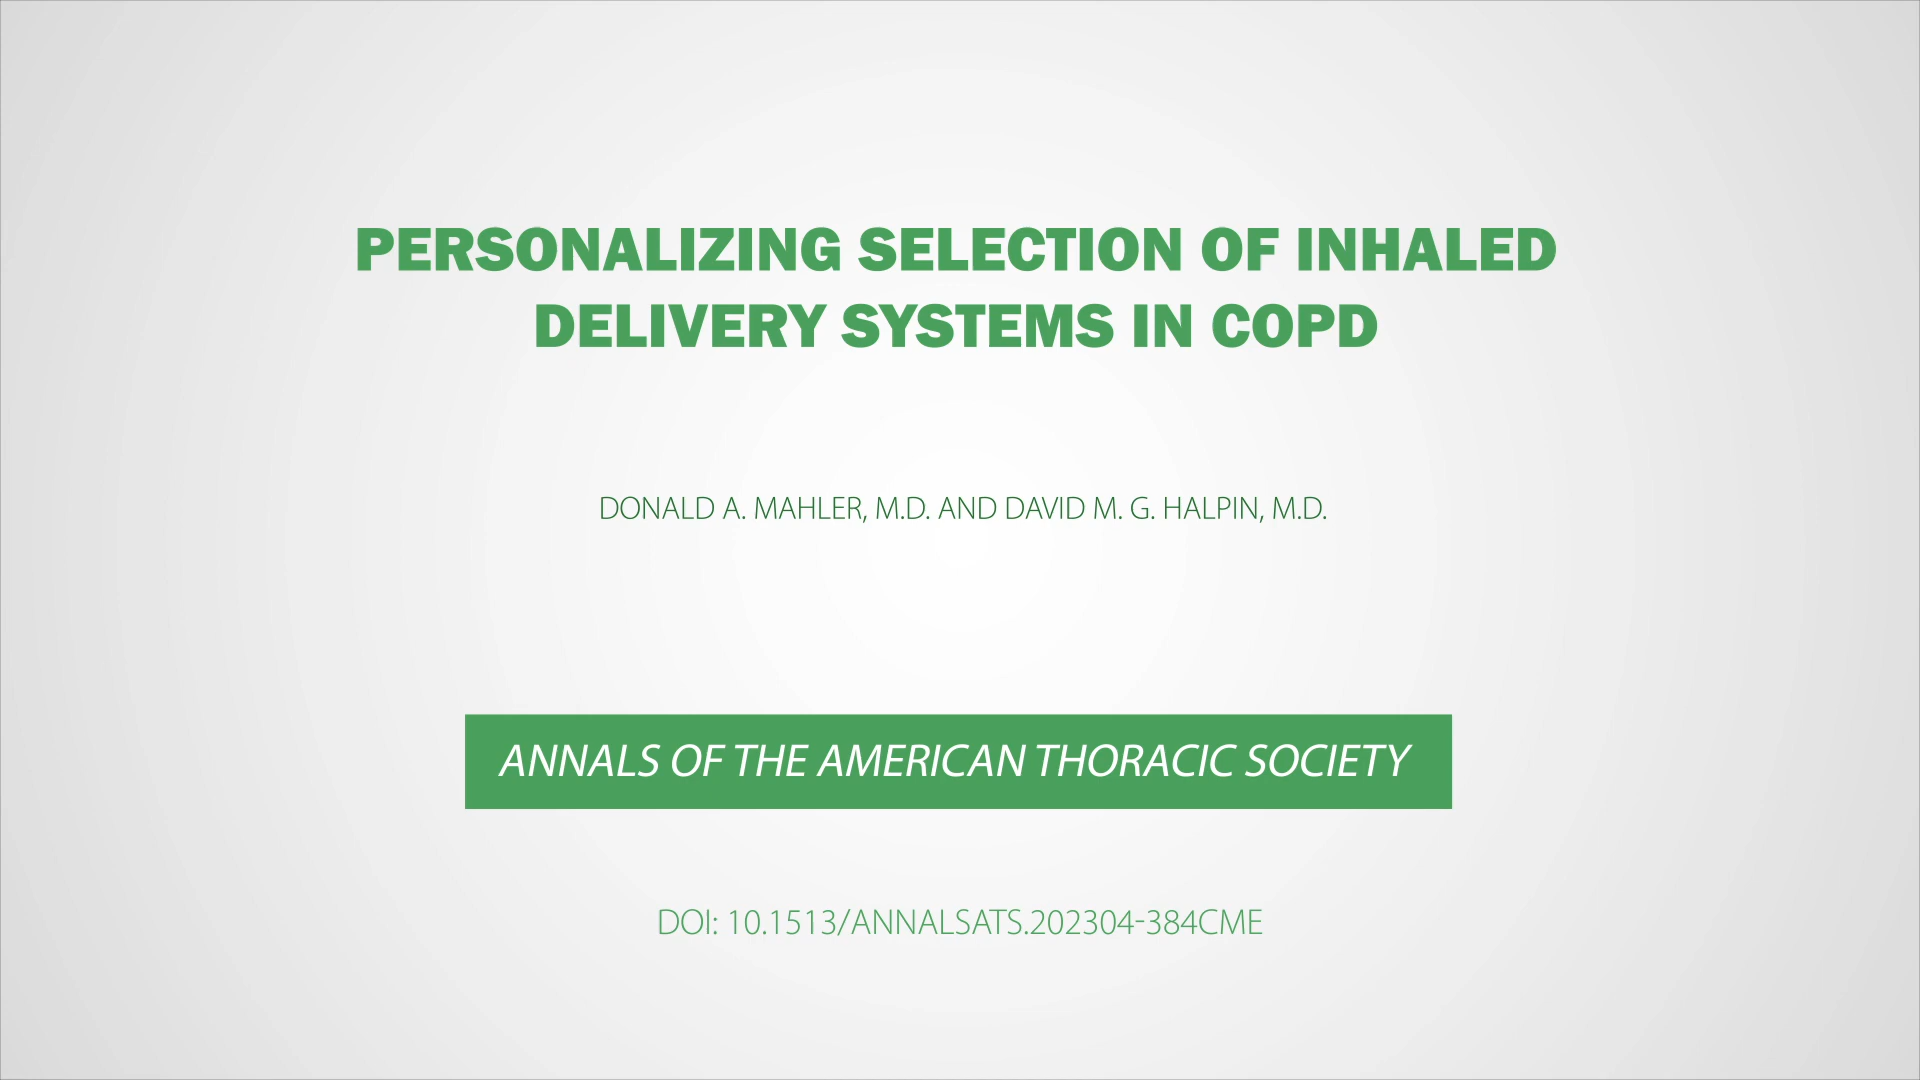 PERSONALIZING SELECTION OF INHALED
DELIVERY SYSTEMS IN COPD
DONALD A. MAHLER, M.D. AND DAVID M. G. HALPIN, M.D.
ANNALS OF THE AMERICAN THORACIC SOCIETY
DOI: 10.1513/ANNALSATS.202304-384CME